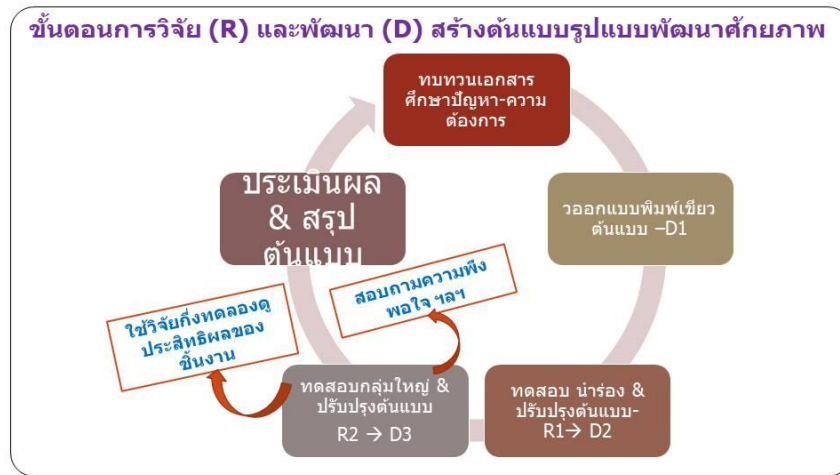 ขั้นตอนการวิจัย (R) และพัฒนา (D) สร้างต้นแบบรูปแบบพัฒนาศักยภาพ
ทบทวนเอกสาร
ศึกษาปัญหา-ความ
ต้องการ
วออกแบบพิมพ์เขียว
ต้นแบบ –D1
ทดสอบ นำร่อง &
ปรับปรุงต้นแบบ-
R1→ D2
ทดสอบกลุ่มใหญ่ &
ปรับปรุงต้นแบบ
R2 → D3
สอบถามความพึง
พอใจ ฯลฯ
ใช้วิจัยกึ่งทดลองดู
ประสิทธิผลของ
ชิ้นงาน
ประเมินผล
& สรุป
ต้นแบบ